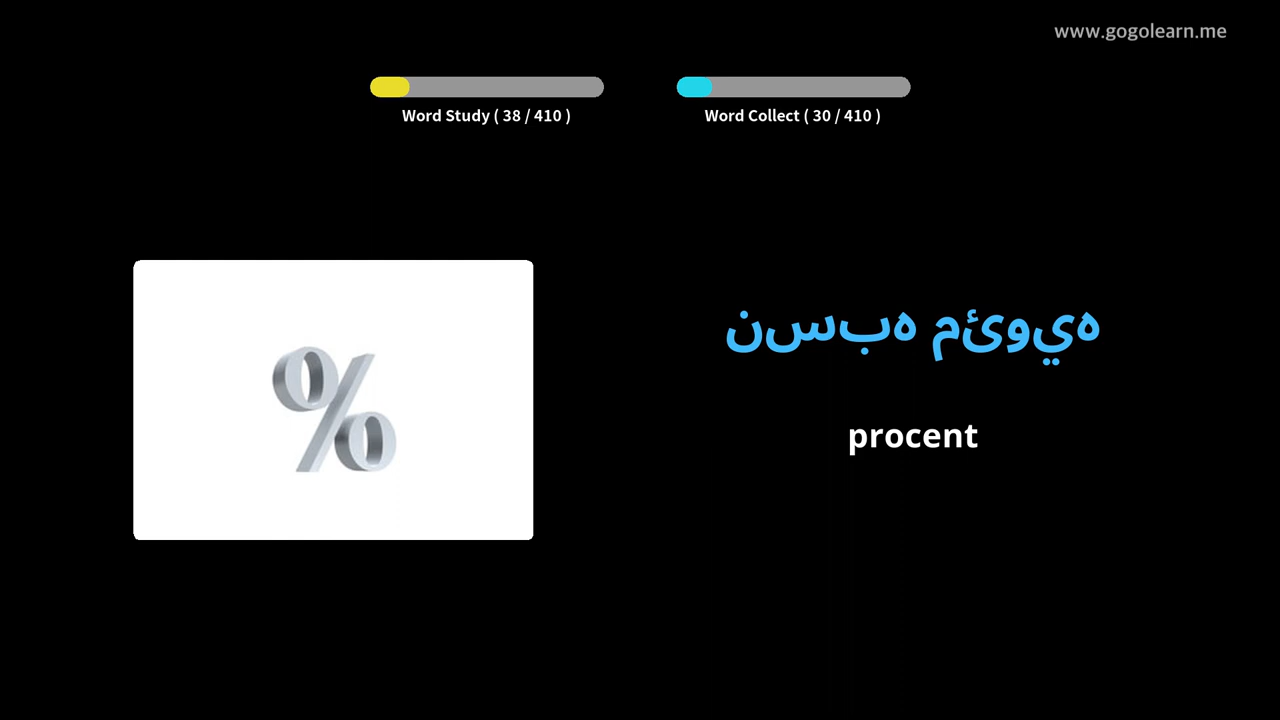 www.gogolearn.me
Word Study ( 38 / 410 )
Word Collect ( 30 / 410 )
نسبه مئويه
procent